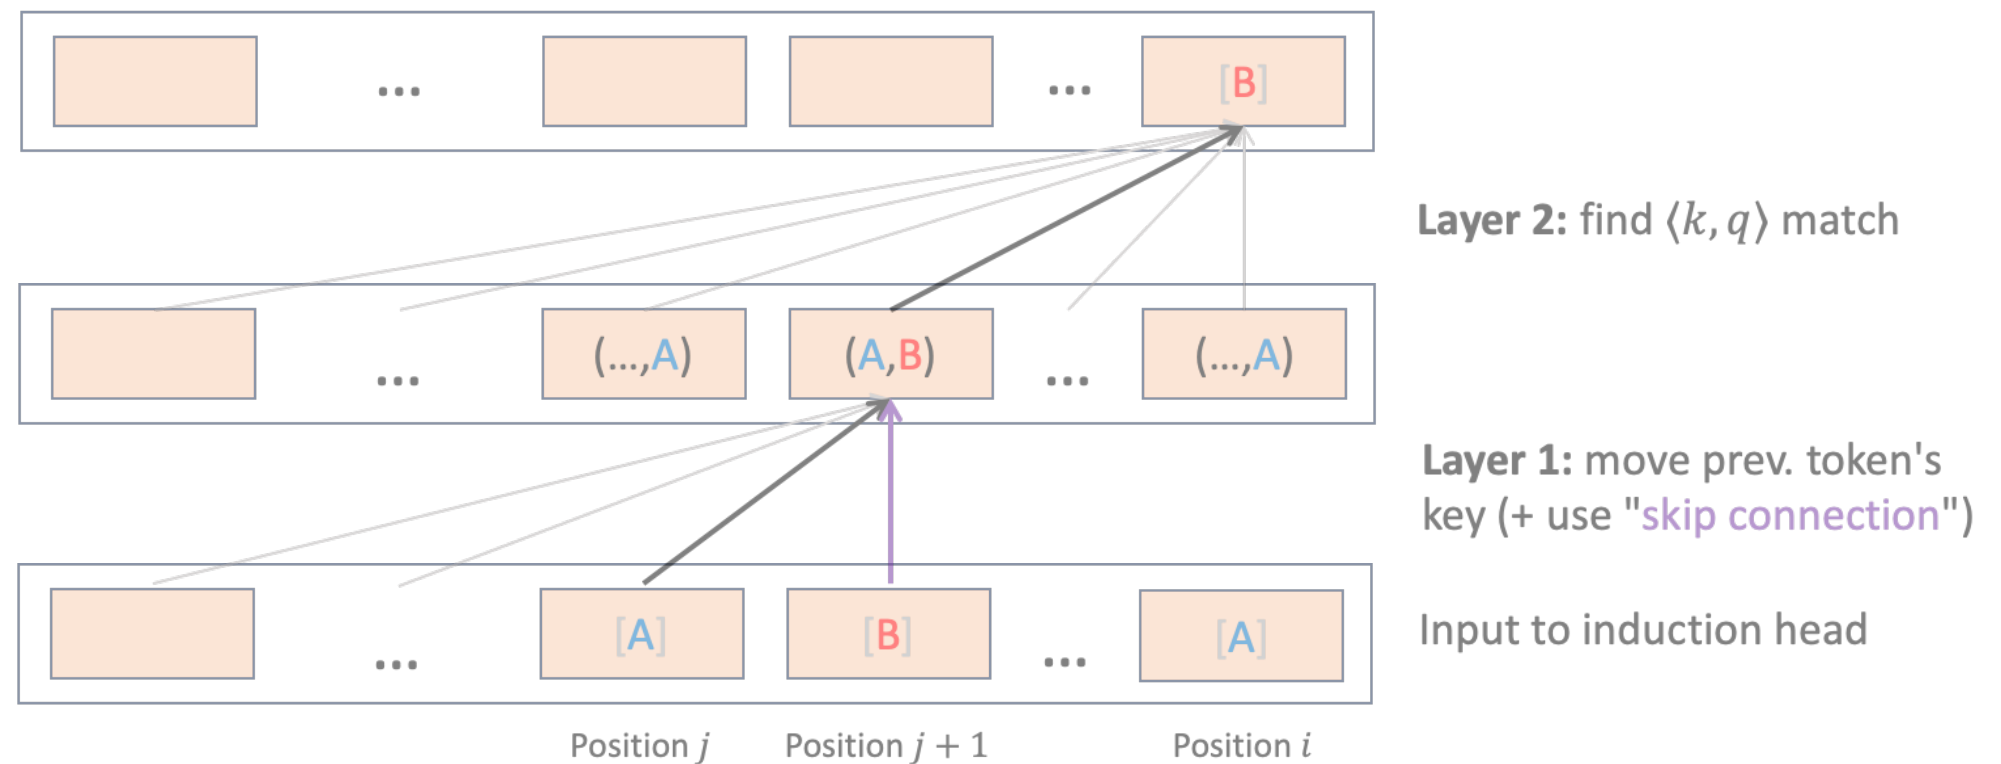 ... ... [B]
Layer 2: find ⟨k, q⟩ match
... (...,A) (A,B) ... (...,A)
Layer 1: move prev. token's
key (+ use "skip connection")
... [A] [B] ... [A]
Input to induction head
Position j Position j + 1 Position i